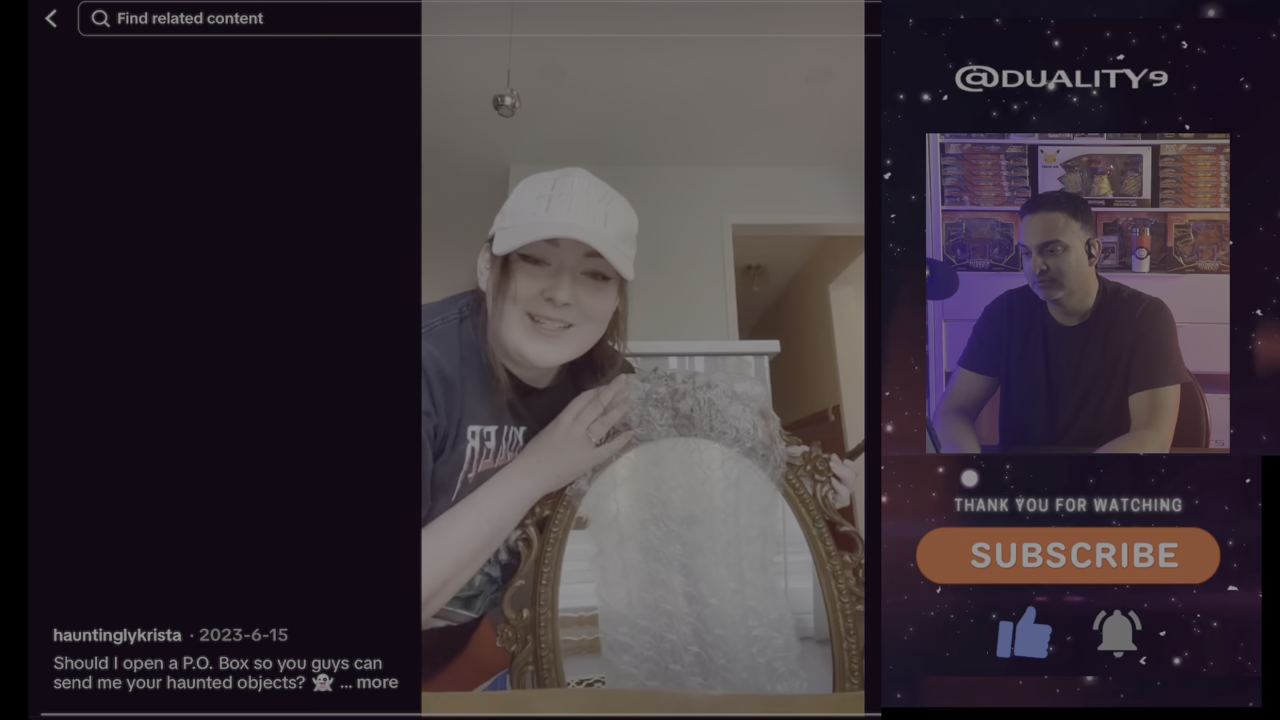 Find related content
@DUALITY9
hauntinglykrista · 2023-6-15
Should I open a P.O. Box so you guys can
send me your haunted objects? 👻 ... more
THANK YOU FOR WATCHING
SUBSCRIBE